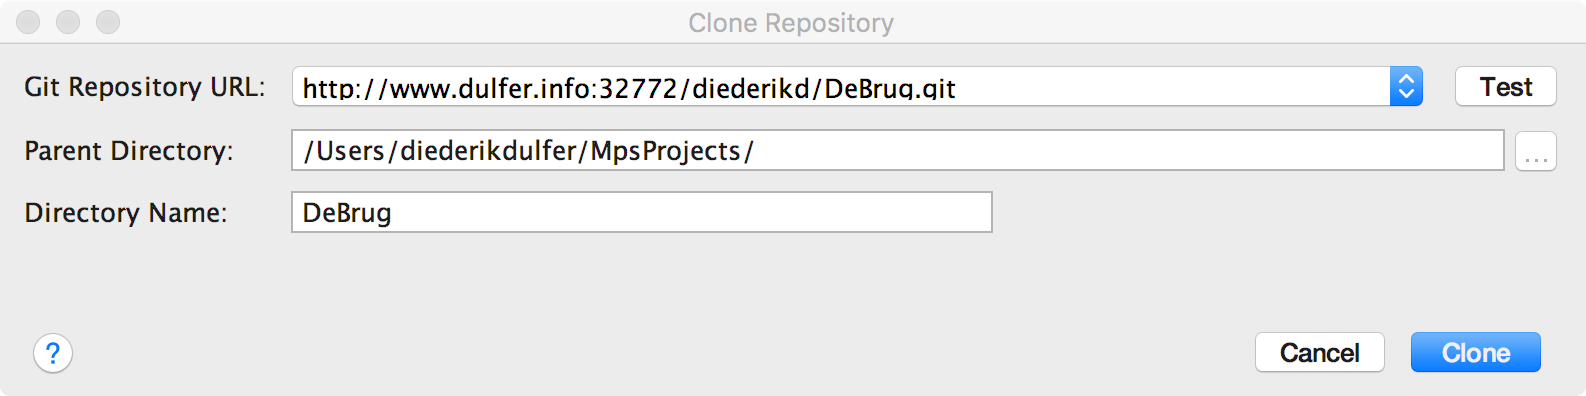 Clone Repository
Git Repository URL: http://www.dulfer.info:32772/diederikd/DeBrug.git Test
Parent Directory: /Users/diederikdulfer/MpsProjects/ ...
Directory Name: DeBrug
? Cancel Clone